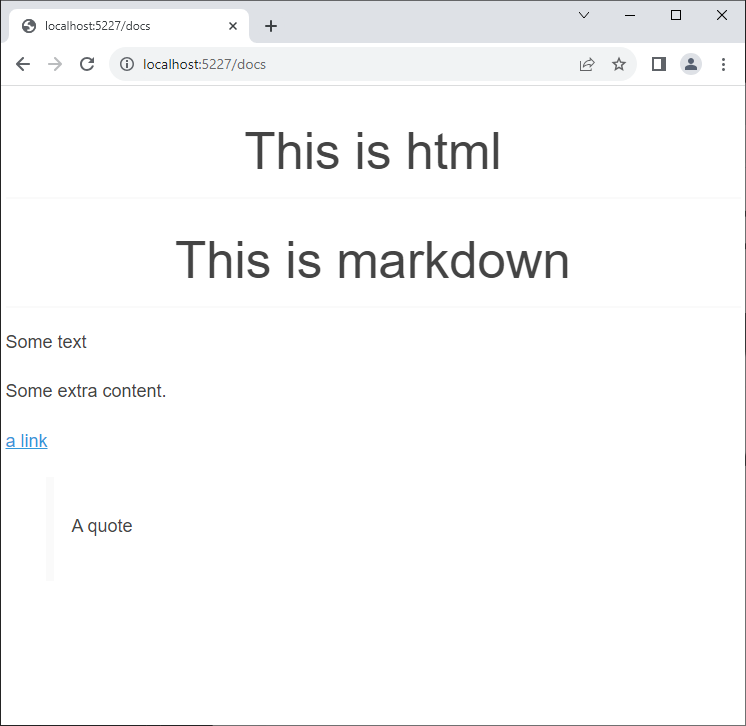 localhost:5227/docs
localhost:5227/docs
This is html
This is markdown
Some text
Some extra content.
a link
A quote